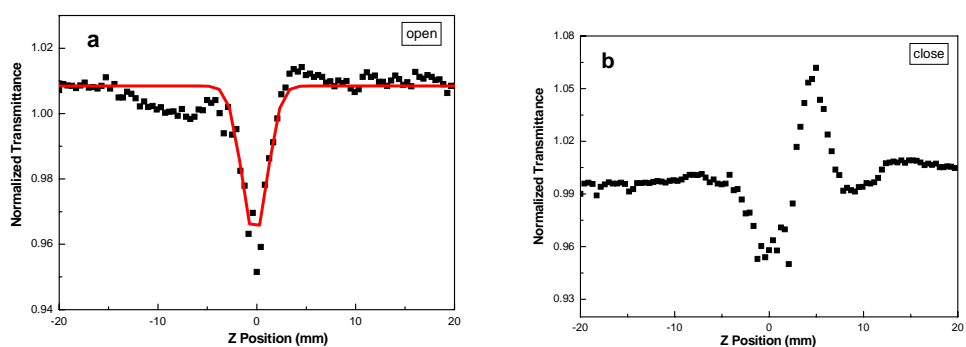 a
open
1.02
1.00
0.98
0.96
0.94
Normalized Transmittance
-20
-10
0
10
20
Z Position (mm)
b
close
1.08
1.05
1.02
0.99
0.96
0.93
Normalized Transmittance
-20
-10
0
10
20
Z Position (mm)